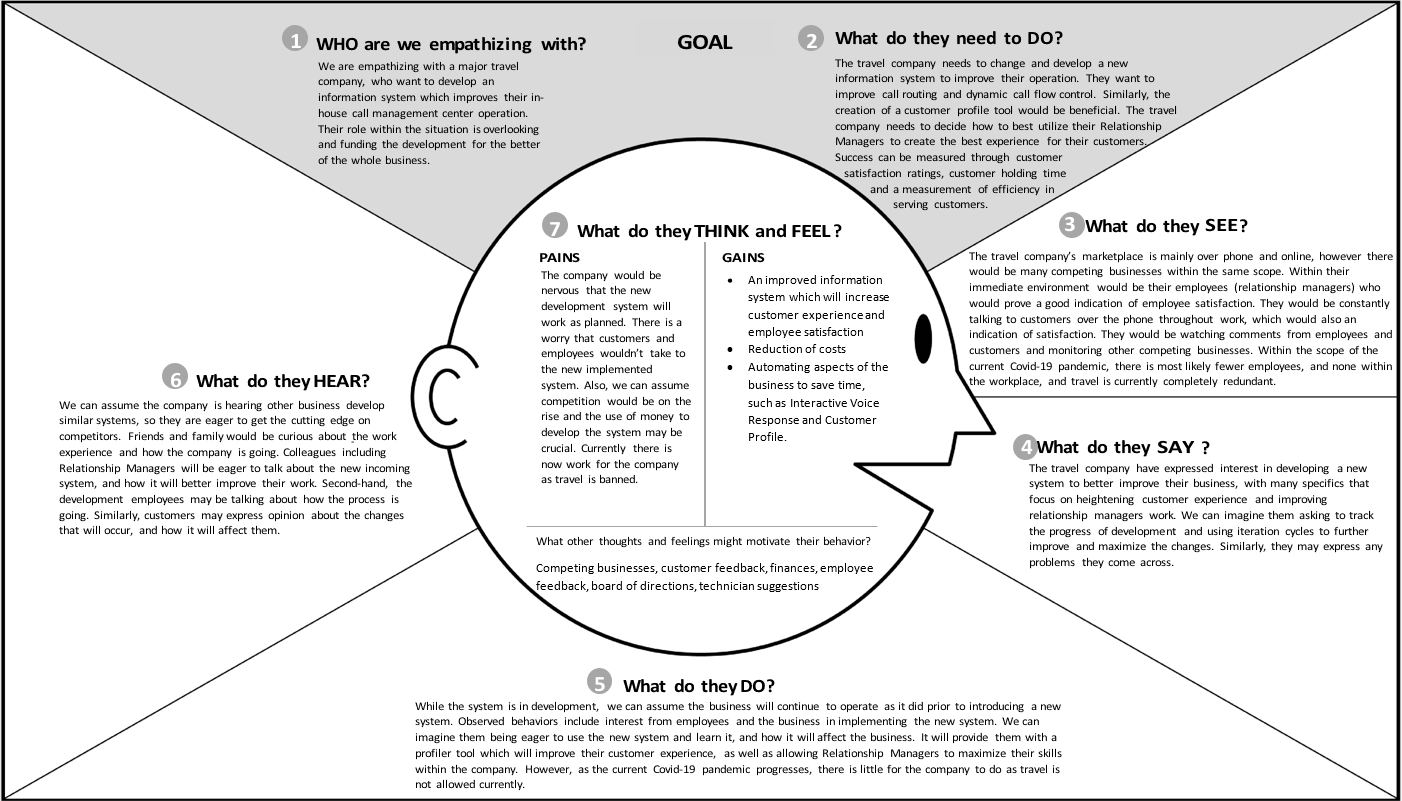 GOAL
1
WHO are we empathizing with?
We are empathizing with a major travel
company, who want to develop an
information system which improves their in-
house call management center operation.
Their role within the situation is overlooking
and funding the development for the better
of the whole business.
2
What do they need to DO?
The travel company needs to change and develop a new
information system to improve their operation. They want to
improve call routing and dynamic call flow control. Similarly, the
creation of a customer profile tool would be beneficial. The travel
company needs to decide how to best utilize their Relationship
Managers to create the best experience for their customers.
Success can be measured through customer
satisfaction ratings, customer holding time
and a measurement of efficiency in
serving customers.
3
What do they SEE?
The travel company's marketplace is mainly over phone and online, however there
would be many competing businesses within the same scope. Within their
immediate environment would be their employees (relationship managers) who
would prove a good indication of employee satisfaction. They would be constantly
talking to customers over the phone throughout work, which would also an
indication of satisfaction. They would be watching comments from employees and
customers and monitoring other competing businesses. Within the scope of the
current Covid-19 pandemic, there is most likely fewer employees, and none within
the workplace, and travel is currently completely redundant.
4
What do they SAY ?
The travel company have expressed interest in developing a new
system to better improve their business, with many specifics that
focus on heightening customer experience and improving
relationship managers work. We can imagine them asking to track
the progress of development and using iteration cycles to further
improve and maximize the changes. Similarly, they may express any
problems they come across.
5
What do they DO?
While the system is in development, we can assume the business will continue to operate as it did prior to introducing a new
system. Observed behaviors include interest from employees and the business in implementing the new system. We can
imagine them being eager to use the new system and learn it, and how it will affect the business. It will provide them with a
profiler tool which will improve their customer experience, as well as allowing Relationship Managers to maximize their skills
within the company. However, as the current Covid-19 pandemic progresses, there is little for the company to do as travel is
not allowed currently.
6
What do they HEAR?
We can assume the company is hearing other business develop
similar systems, so they are eager to get the cutting edge on
competitors. Friends and family would be curious about the work
experience and how the company is going. Colleagues including
Relationship Managers will be eager to talk about the new incoming
system, and how it will better improve their work. Second-hand, the
development employees may be talking about how the process is
going. Similarly, customers may express opinion about the changes
that will occur, and how it will affect them.
7
What do they THINK and FEEL?
PAINS
The company would be
nervous that the new
development system will
work as planned. There is a
worry that customers and
employees wouldn't take to
the new implemented
system. Also, we can assume
competition would be on the
rise and the use of money to
develop the system may be
crucial. Currently there is
now work for the company
as travel is banned.
GAINS
• An improved information
system which will increase
customer experience and
employee satisfaction
• Reduction of costs
• Automating aspects of the
business to save time,
such as Interactive Voice
Response and Customer
Profile.
What other thoughts and feelings might motivate their behavior?
Competing businesses, customer feedback, finances, employee
feedback, board of directions, technician suggestions